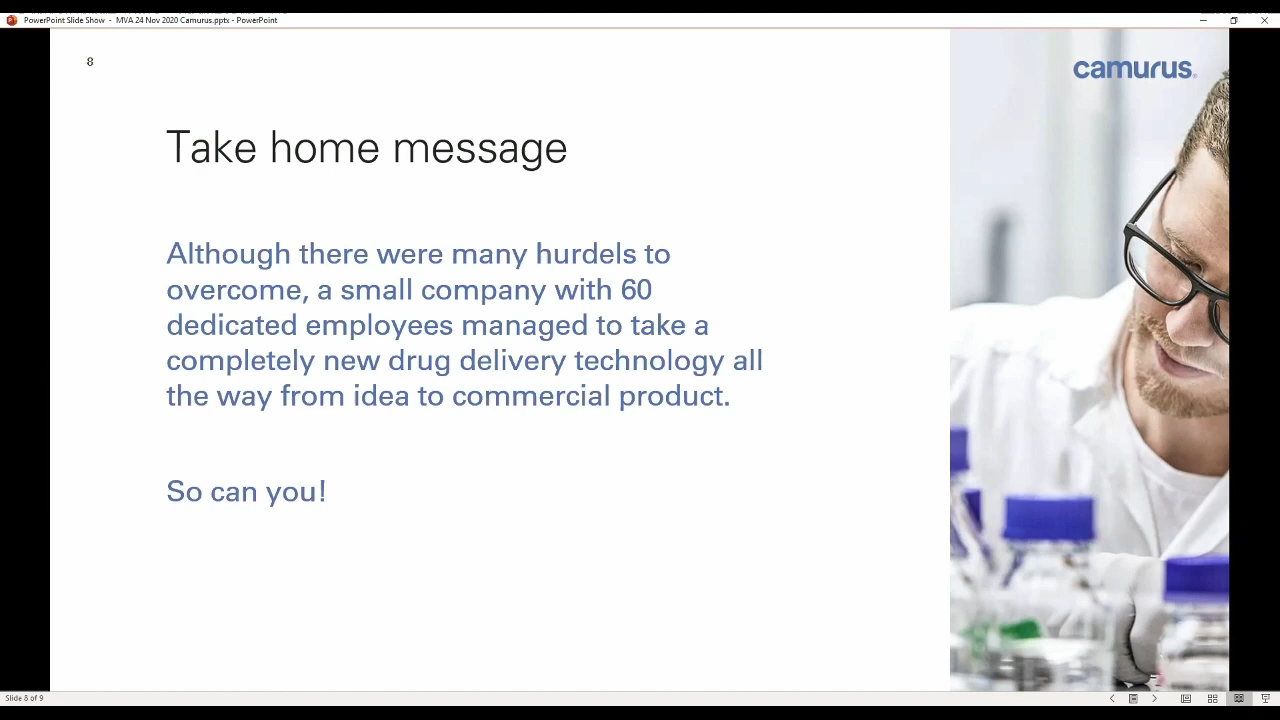 PowerPoint Slide Show - MVA 24 Nov 2020 Camurus.pptx - PowerPoint
8
camurus
Take home message
Although there were many hurdels to
overcome, a small company with 60
dedicated employees managed to take a
completely new drug delivery technology all
the way from idea to commercial product.
So can you!
Slide 8 of 9